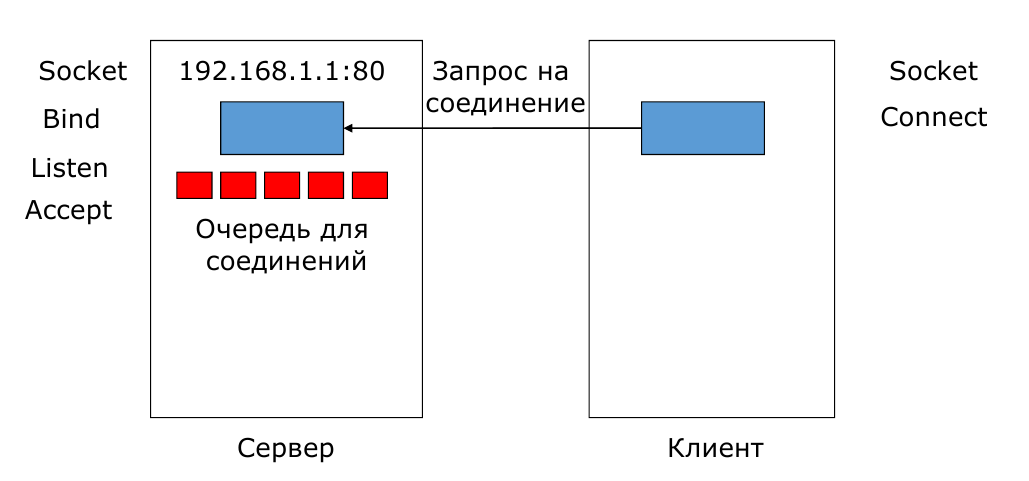 Socket
Bind
Listen
Accept
192.168.1.1:80
Очередь для
соединений
Сервер
Запрос на
соединение
Socket
Connect
Клиент